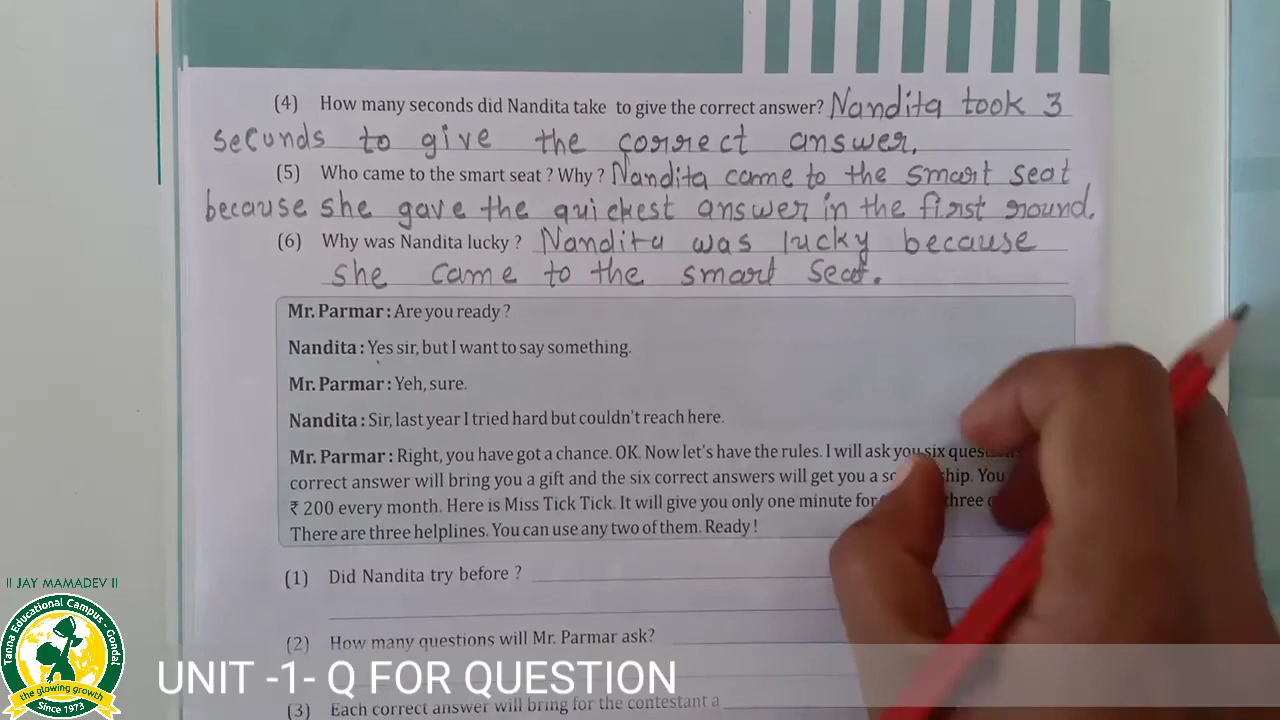 (4) How many seconds did Nandita take to give the correct answer? Nandita took 3
seconds to give the correct answer.
(5) Who came to the smart seat ? Why ? Nandita came to the smart seat
because she gave the quickest answer in the first round.
(6) Why was Nandita lucky ? Nandita was lucky because
she came to the smart seat.
Mr. Parmar : Are you ready ?
Nandita : Yes sir, but I want to say something.
Mr. Parmar : Yeh, sure.
Nandita : Sir, last year I tried hard but couldn't reach here.
Mr. Parmar : Right, you have got a chance. OK. Now let's have the rules. I will ask you six
correct answer will bring you a gift and the six correct answers will get you a You
₹ 200 every month. Here is Miss Tick Tick. It will give you only one minute for three
There are three helplines. You can use any two of them. Ready !
(1) Did Nandita try before ?
(2) How many questions will Mr. Parmar ask?
(3) Each correct answer will bring for the contestant a
|| JAY MAMADEV ||
Taana Educational Campus - Gondal
the glowing growth
Since 1973
UNIT -1- Q FOR QUESTION